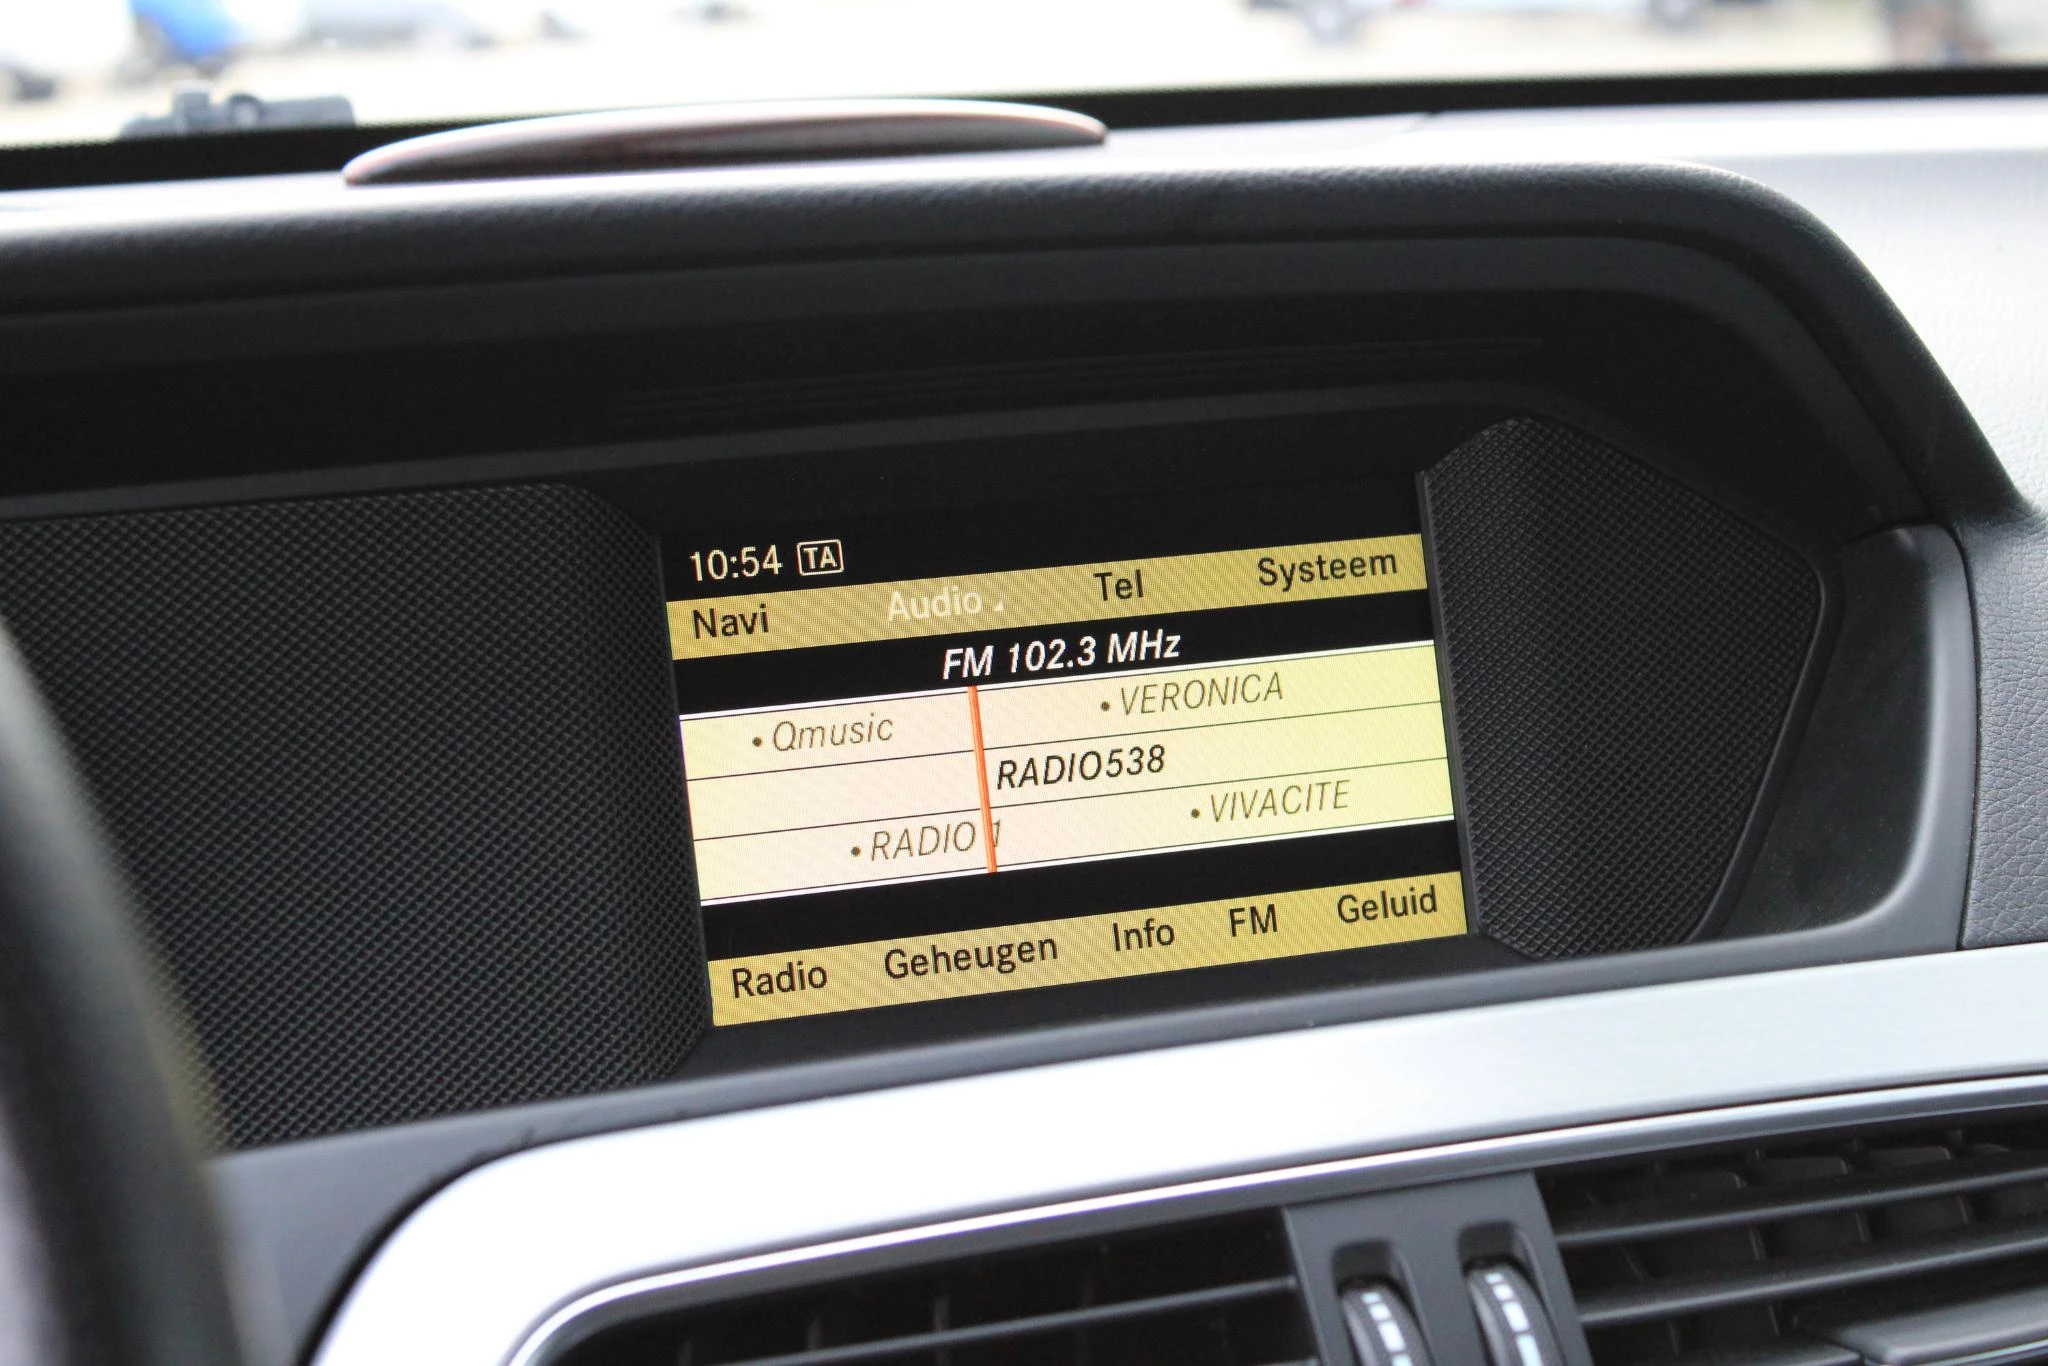 10:54 TA
Navi Audio Tel Systeem
FM 102.3 MHz
• Qmusic • VERONICA
RADIO538
• RADIO 1 • VIVACITE
Radio Geheugen Info FM Geluid